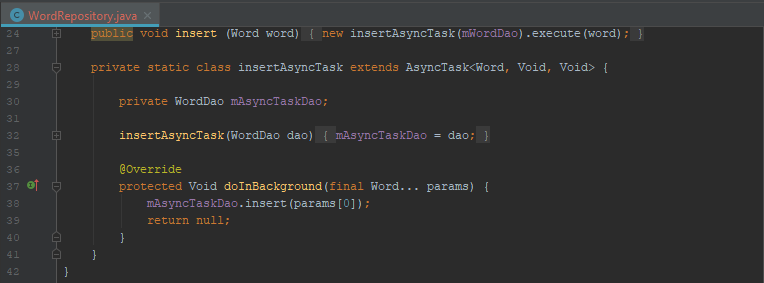 WordRepository.java
24 public void insert (Word word) { new insertAsyncTask(mWordDao).execute(word); }
27
28 private static class insertAsyncTask extends AsyncTask<Word, Void, Void> {
29
30 private WordDao mAsyncTaskDao;
31
32 insertAsyncTask(WordDao dao) { mAsyncTaskDao = dao; }
35
36 @Override
37 protected Void doInBackground(final Word... params) {
38 mAsyncTaskDao.insert(params[0]);
39 return null;
40 }
41 }
42 }